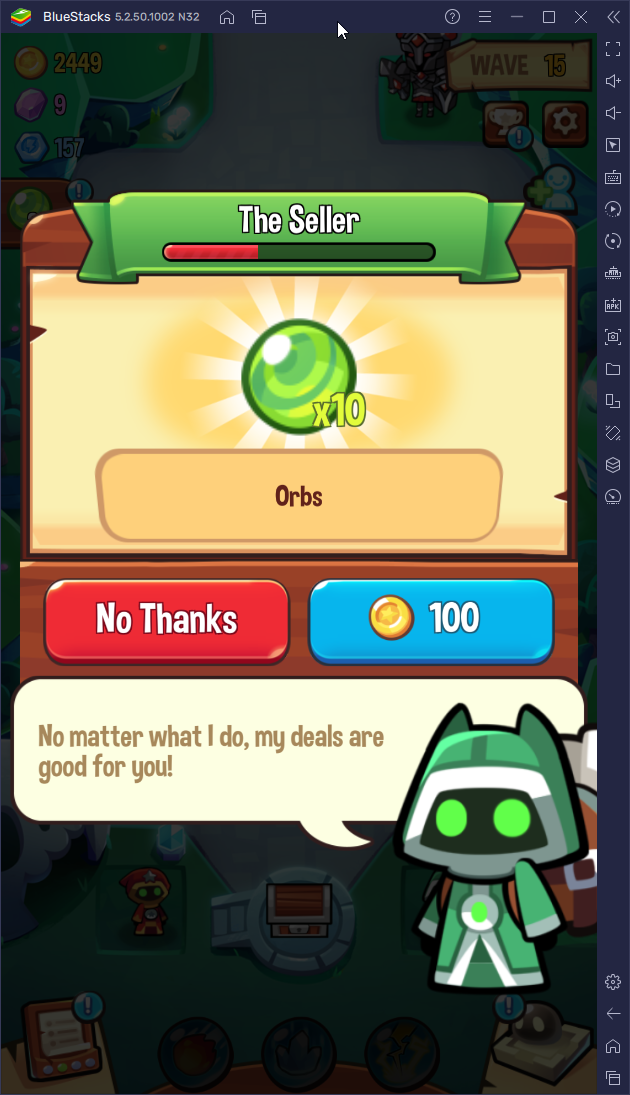 BlueStacks 5.2.50.1002 N32
2449
WAVE 15
9
157
The Seller
x10
Orbs
No Thanks
100
No matter what I do, my deals are
good for you!